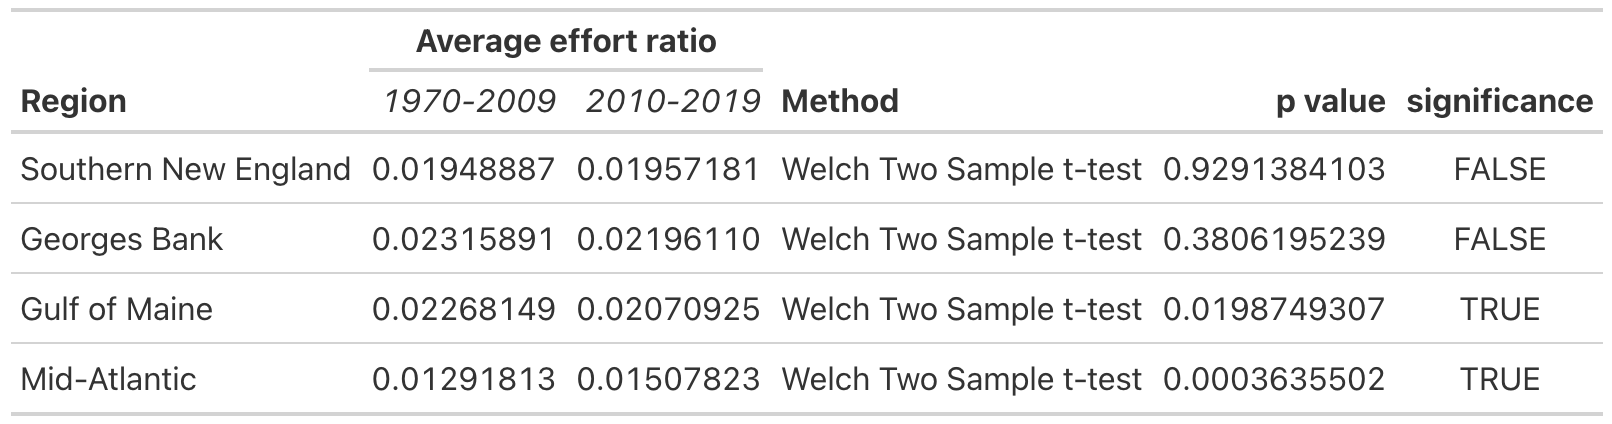 Average effort ratio
Region 1970-2009 2010-2019 Method p value significance
Southern New England 0.01948887 0.01957181 Welch Two Sample t-test 0.9291384103 FALSE
Georges Bank 0.02315891 0.02196110 Welch Two Sample t-test 0.3806195239 FALSE
Gulf of Maine 0.02268149 0.02070925 Welch Two Sample t-test 0.0198749307 TRUE
Mid-Atlantic 0.01291813 0.01507823 Welch Two Sample t-test 0.0003635502 TRUE